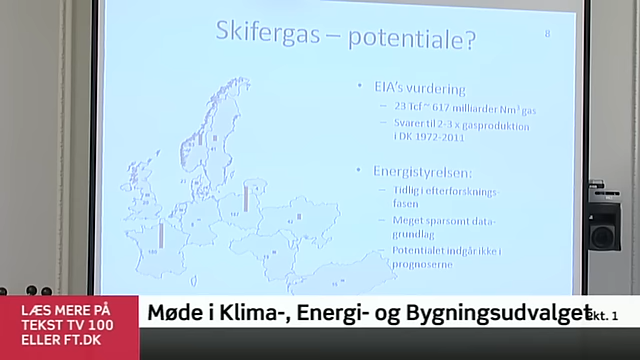 Skifergas – potentiale?
8
• EIA's vurdering
– 23 Tcf ~ 617 milliarder Nm³ gas
– Svarer til 2-3 x gasproduktion
i DK 1972-2011
• Energistyrelsen:
– Tidlig i efterforsknings-
fasen
– Meget sparsomt data-
grundlag
– Potentialet indgår ikke i
prognoserne
LÆS MERE PÅ
TEKST TV 100
ELLER FT.DK
Møde i Klima-, Energi- og Bygningsudvalget
kt. 1